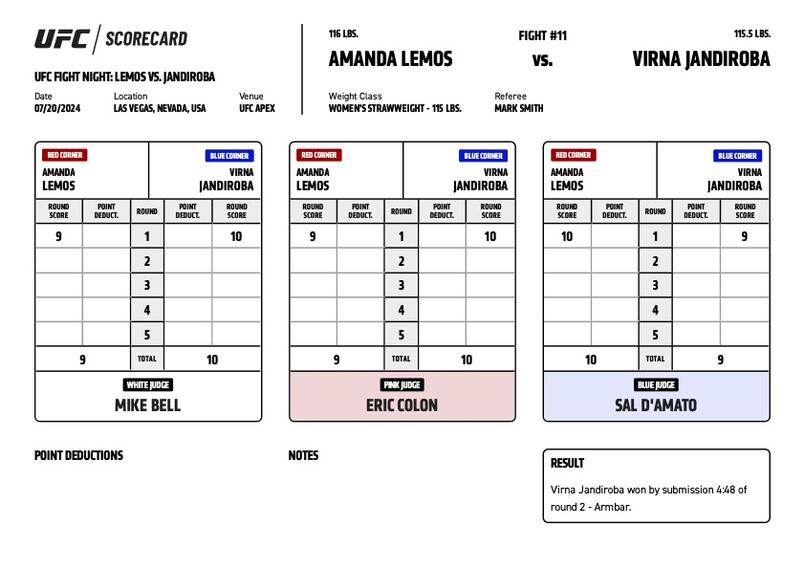 UFC SCORECARD
UFC FIGHT NIGHT: LEMOS VS. JANDIROBA
Date Location Venue
07/20/2024 LAS VEGAS, NEVADA, USA UFC APEX
116 LBS. FIGHT #11 115.5 LBS.
AMANDA LEMOS VS. VIRNA JANDIROBA
Weight Class Referee
WOMEN'S STRAWWEIGHT - 115 LBS. MARK SMITH
RED CORNER BLUE CORNER
AMANDA VIRNA
LEMOS JANDIROBA
ROUND POINT ROUND POINT ROUND
SCORE DEDUCT. DEDUCT. SCORE
9 1 10
2
3
4
5
9 TOTAL 10
WHITE JUDGE
MIKE BELL
RED CORNER BLUE CORNER
AMANDA VIRNA
LEMOS JANDIROBA
ROUND POINT ROUND POINT ROUND
SCORE DEDUCT. DEDUCT. SCORE
9 1 10
2
3
4
5
9 TOTAL 10
PINK JUDGE
ERIC COLON
RED CORNER BLUE CORNER
AMANDA VIRNA
LEMOS JANDIROBA
ROUND POINT ROUND POINT ROUND
SCORE DEDUCT. DEDUCT. SCORE
10 1 9
2
3
4
5
10 TOTAL 9
BLUE JUDGE
SAL D'AMATO
POINT DEDUCTIONS
NOTES
RESULT
Virna Jandiroba won by submission 4:48 of
round 2 - Armbar.